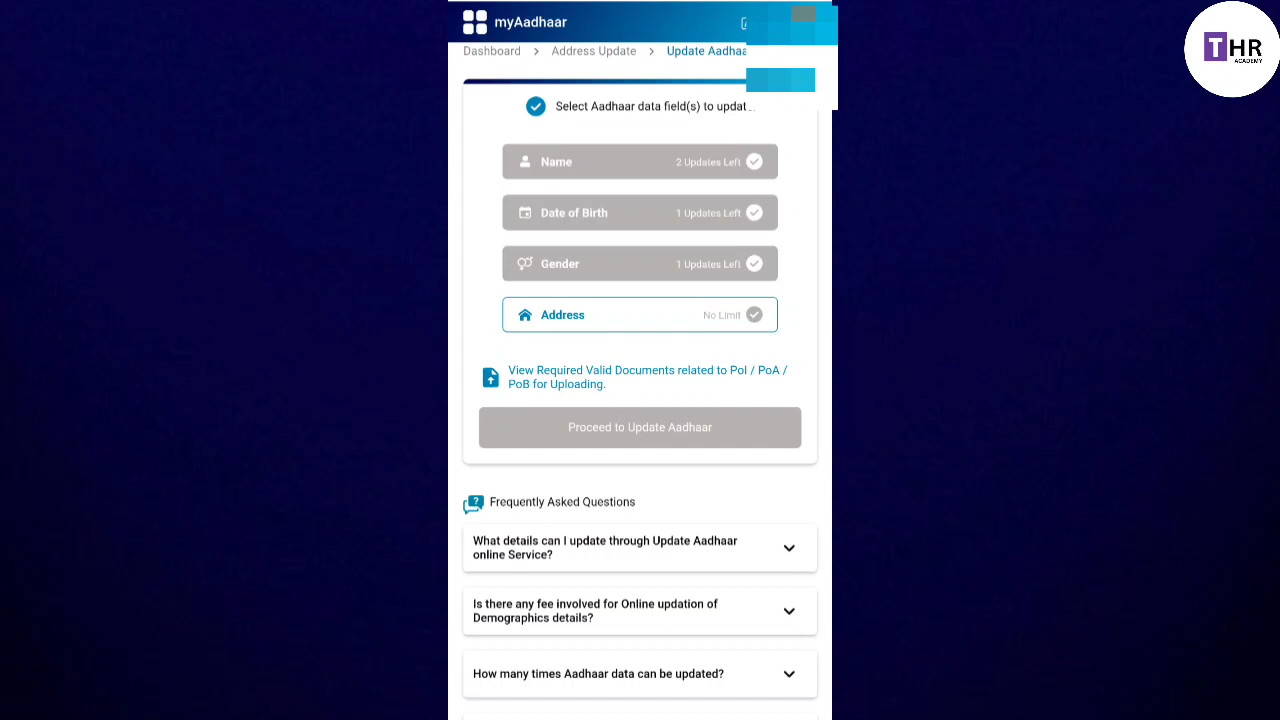 myAadhaar
Dashboard > Address Update > Update
Select Aadhaar data field(s) to
Name 2 Updates Left
Date of Birth 1 Updates Left
Gender 1 Updates Left
Address No Limit
View Required Valid Documents related to PoI / PoA /
PoB for Uploading.
Proceed to Update Aadhaar
Frequently Asked Questions
What details can I update through Update Aadhaar
online Service?
Is there any fee involved for Online updation of
Demographics details?
How many times Aadhaar data can be updated?
THR
ACADEMY